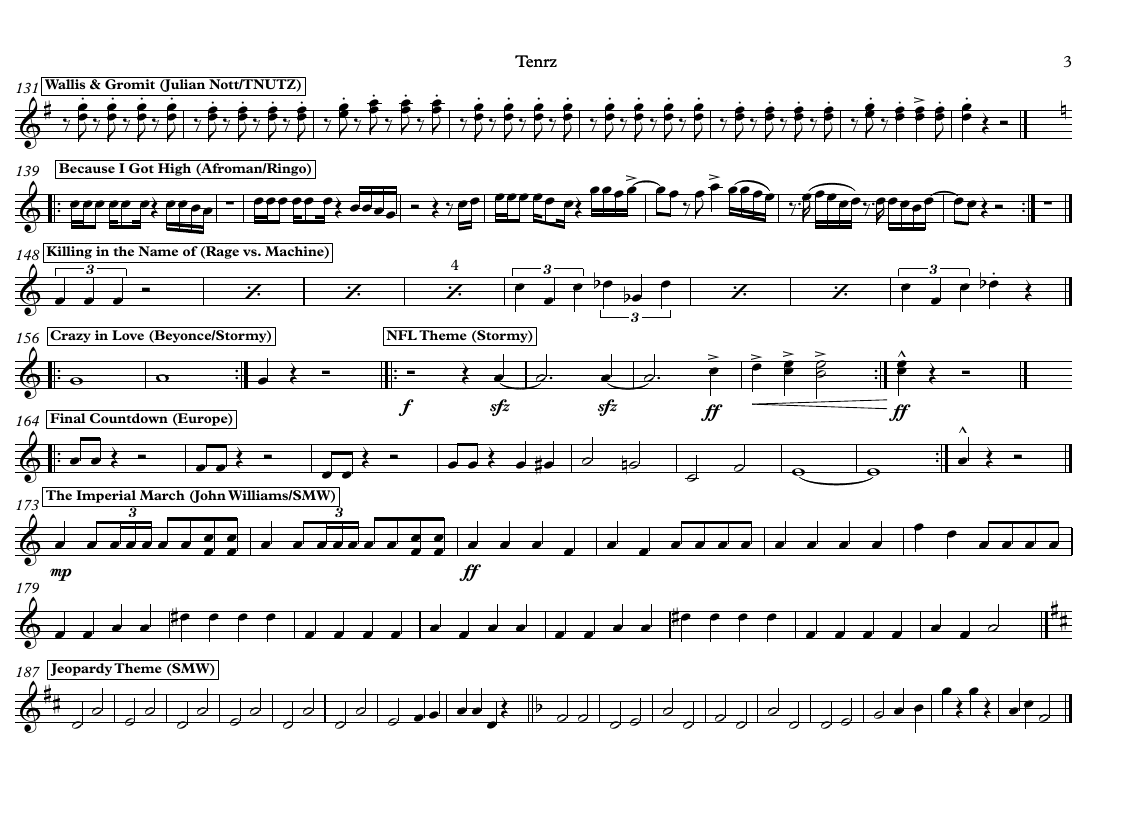 Tenrz 3
131 Wallis & Gromit (Julian Nott/TNUTZ)
139 Because I Got High (Afroman/Ringo)
148 Killing in the Name of (Rage vs. Machine)
3 4 3 3 3
156 Crazy in Love (Beyonce/Stormy) NFL Theme (Stormy)
f sfz sfz ff ff
164 Final Countdown (Europe)
173 The Imperial March (John Williams/SMW)
3 3
mp ff
179
187 Jeopardy Theme (SMW)